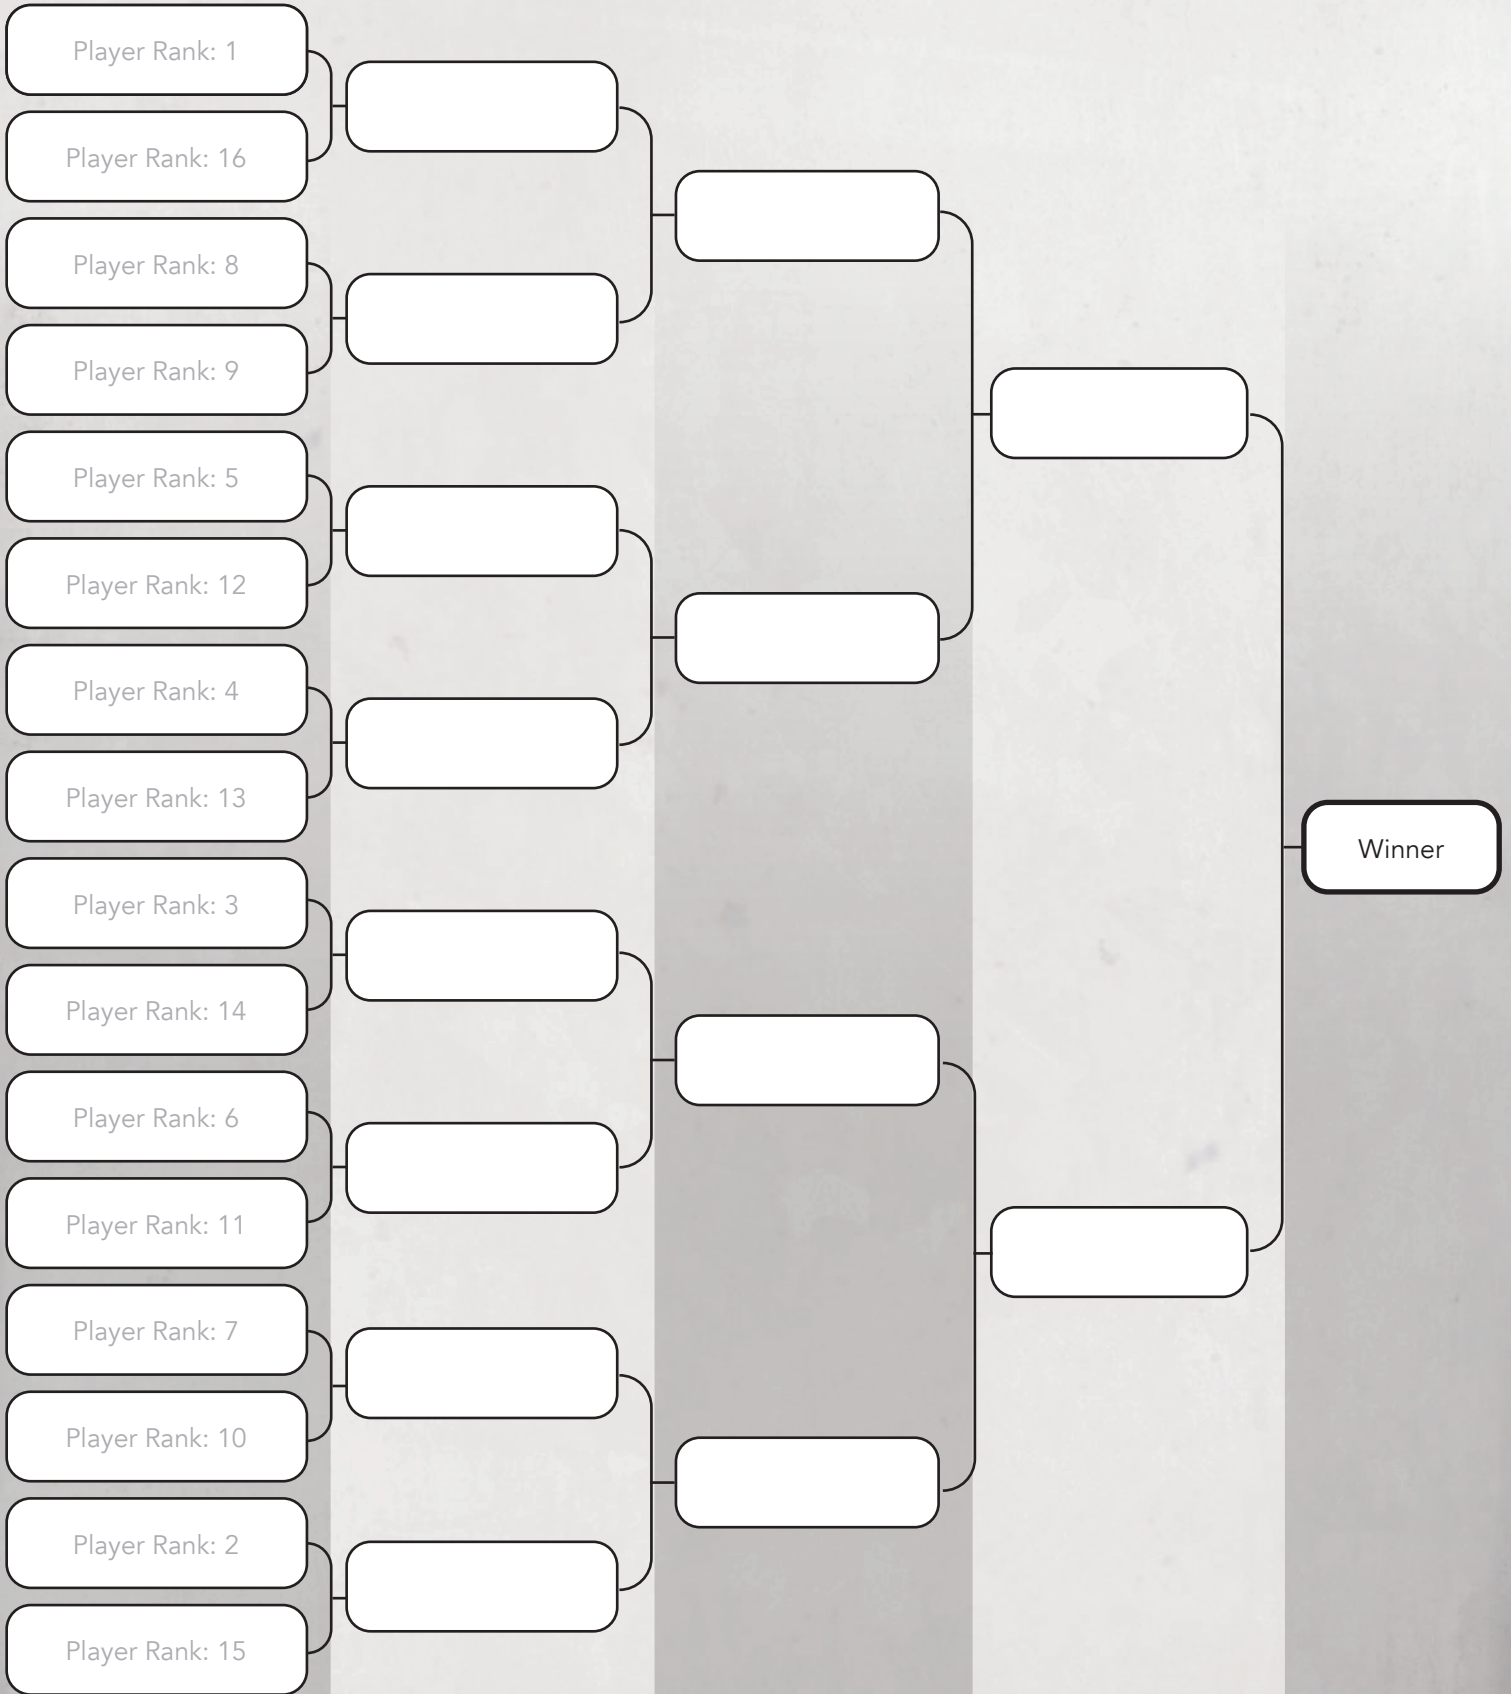 Player Rank: 1
Player Rank: 16
Player Rank: 8
Player Rank: 9
Player Rank: 5
Player Rank: 12
Player Rank: 4
Player Rank: 13
Player Rank: 3
Player Rank: 14
Player Rank: 6
Player Rank: 11
Player Rank: 7
Player Rank: 10
Player Rank: 2
Player Rank: 15
Winner